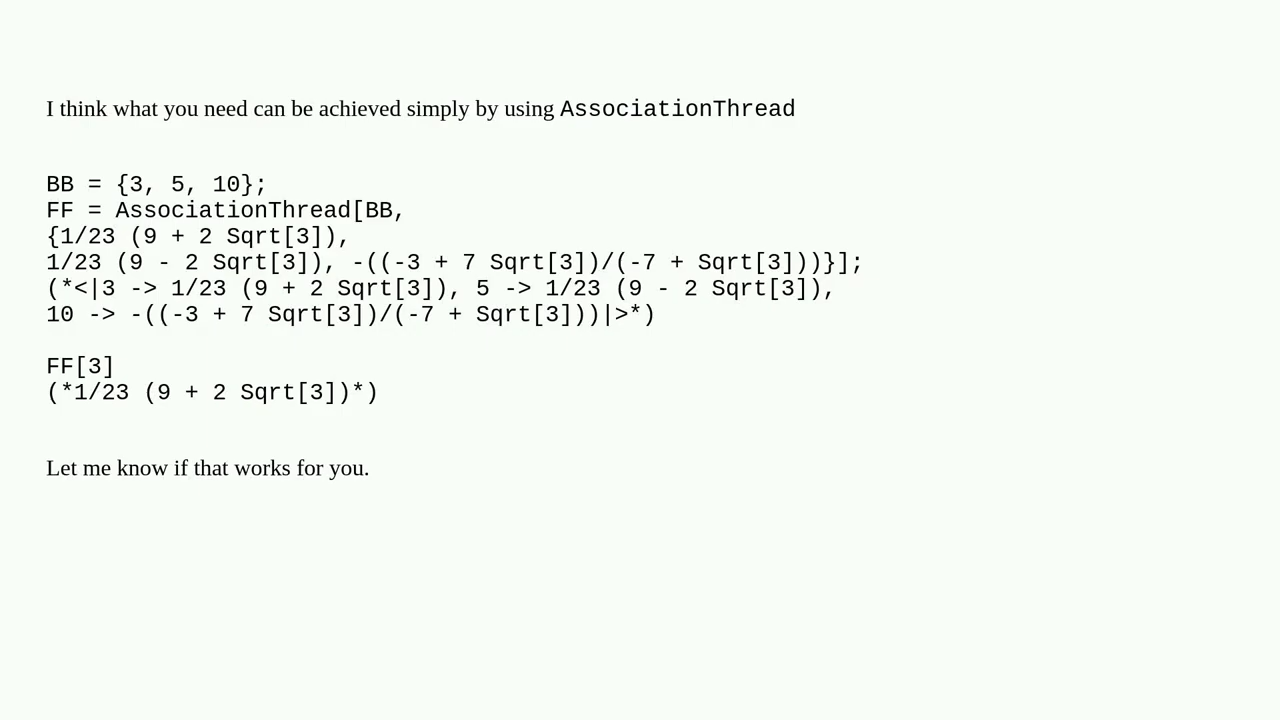 I think what you need can be achieved simply by using AssociationThread
BB = {3, 5, 10};
FF = AssociationThread[BB,
{1/23 (9 + 2 Sqrt[3]),
1/23 (9 - 2 Sqrt[3]), -((-3 + 7 Sqrt[3])/(-7 + Sqrt[3]))}];
(*<|3 -> 1/23 (9 + 2 Sqrt[3]), 5 -> 1/23 (9 - 2 Sqrt[3]),
10 -> -((-3 + 7 Sqrt[3])/(-7 + Sqrt[3]))|>*)
FF[3]
(*1/23 (9 + 2 Sqrt[3])*)
Let me know if that works for you.